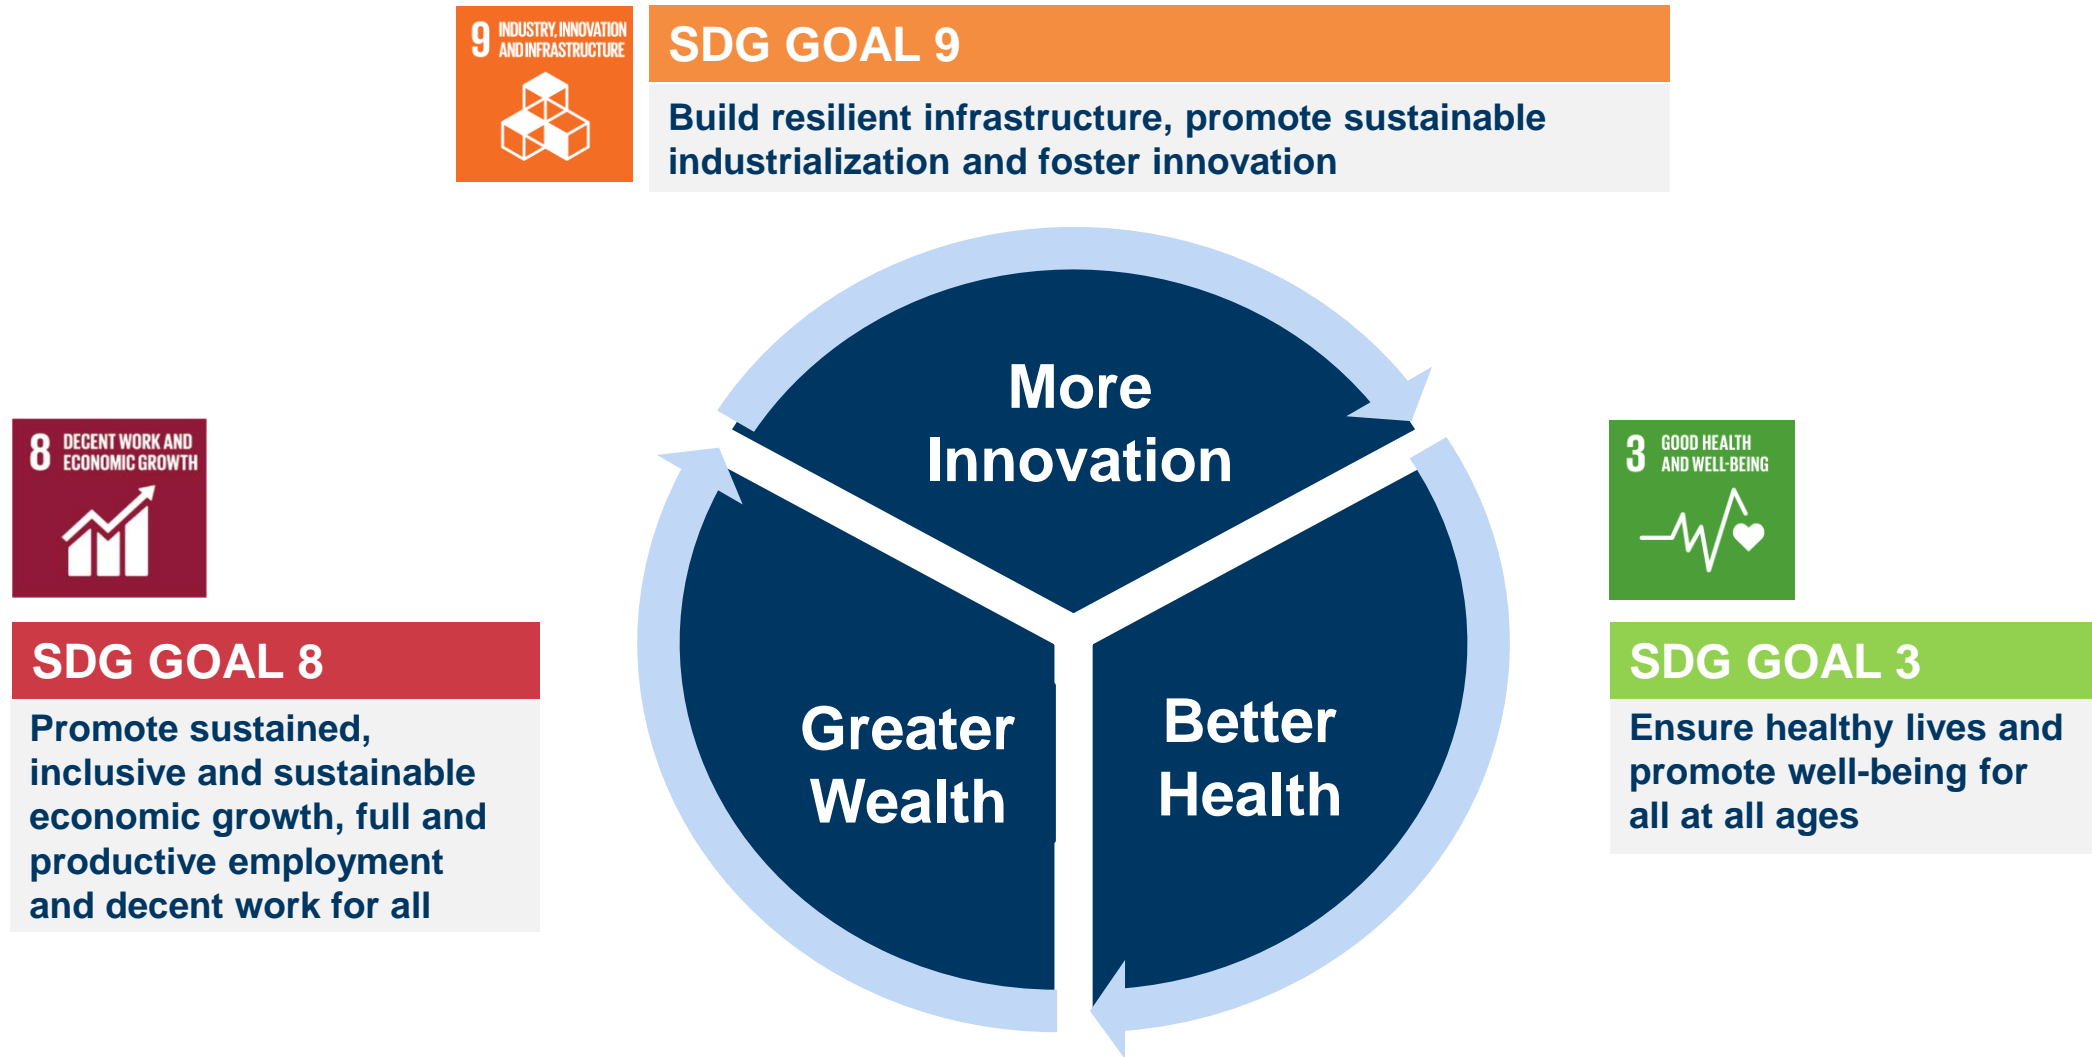 9 INDUSTRY, INNOVATION
AND INFRASTRUCTURE
SDG GOAL 9
Build resilient infrastructure, promote sustainable
industrialization and foster innovation
More
Innovation
8 DECENT WORK AND
ECONOMIC GROWTH
SDG GOAL 8
Promote sustained,
inclusive and sustainable
economic growth, full and
productive employment
and decent work for all
Greater
Wealth
Better
Health
3 GOOD HEALTH
AND WELL-BEING
SDG GOAL 3
Ensure healthy lives and
promote well-being for
all at all ages